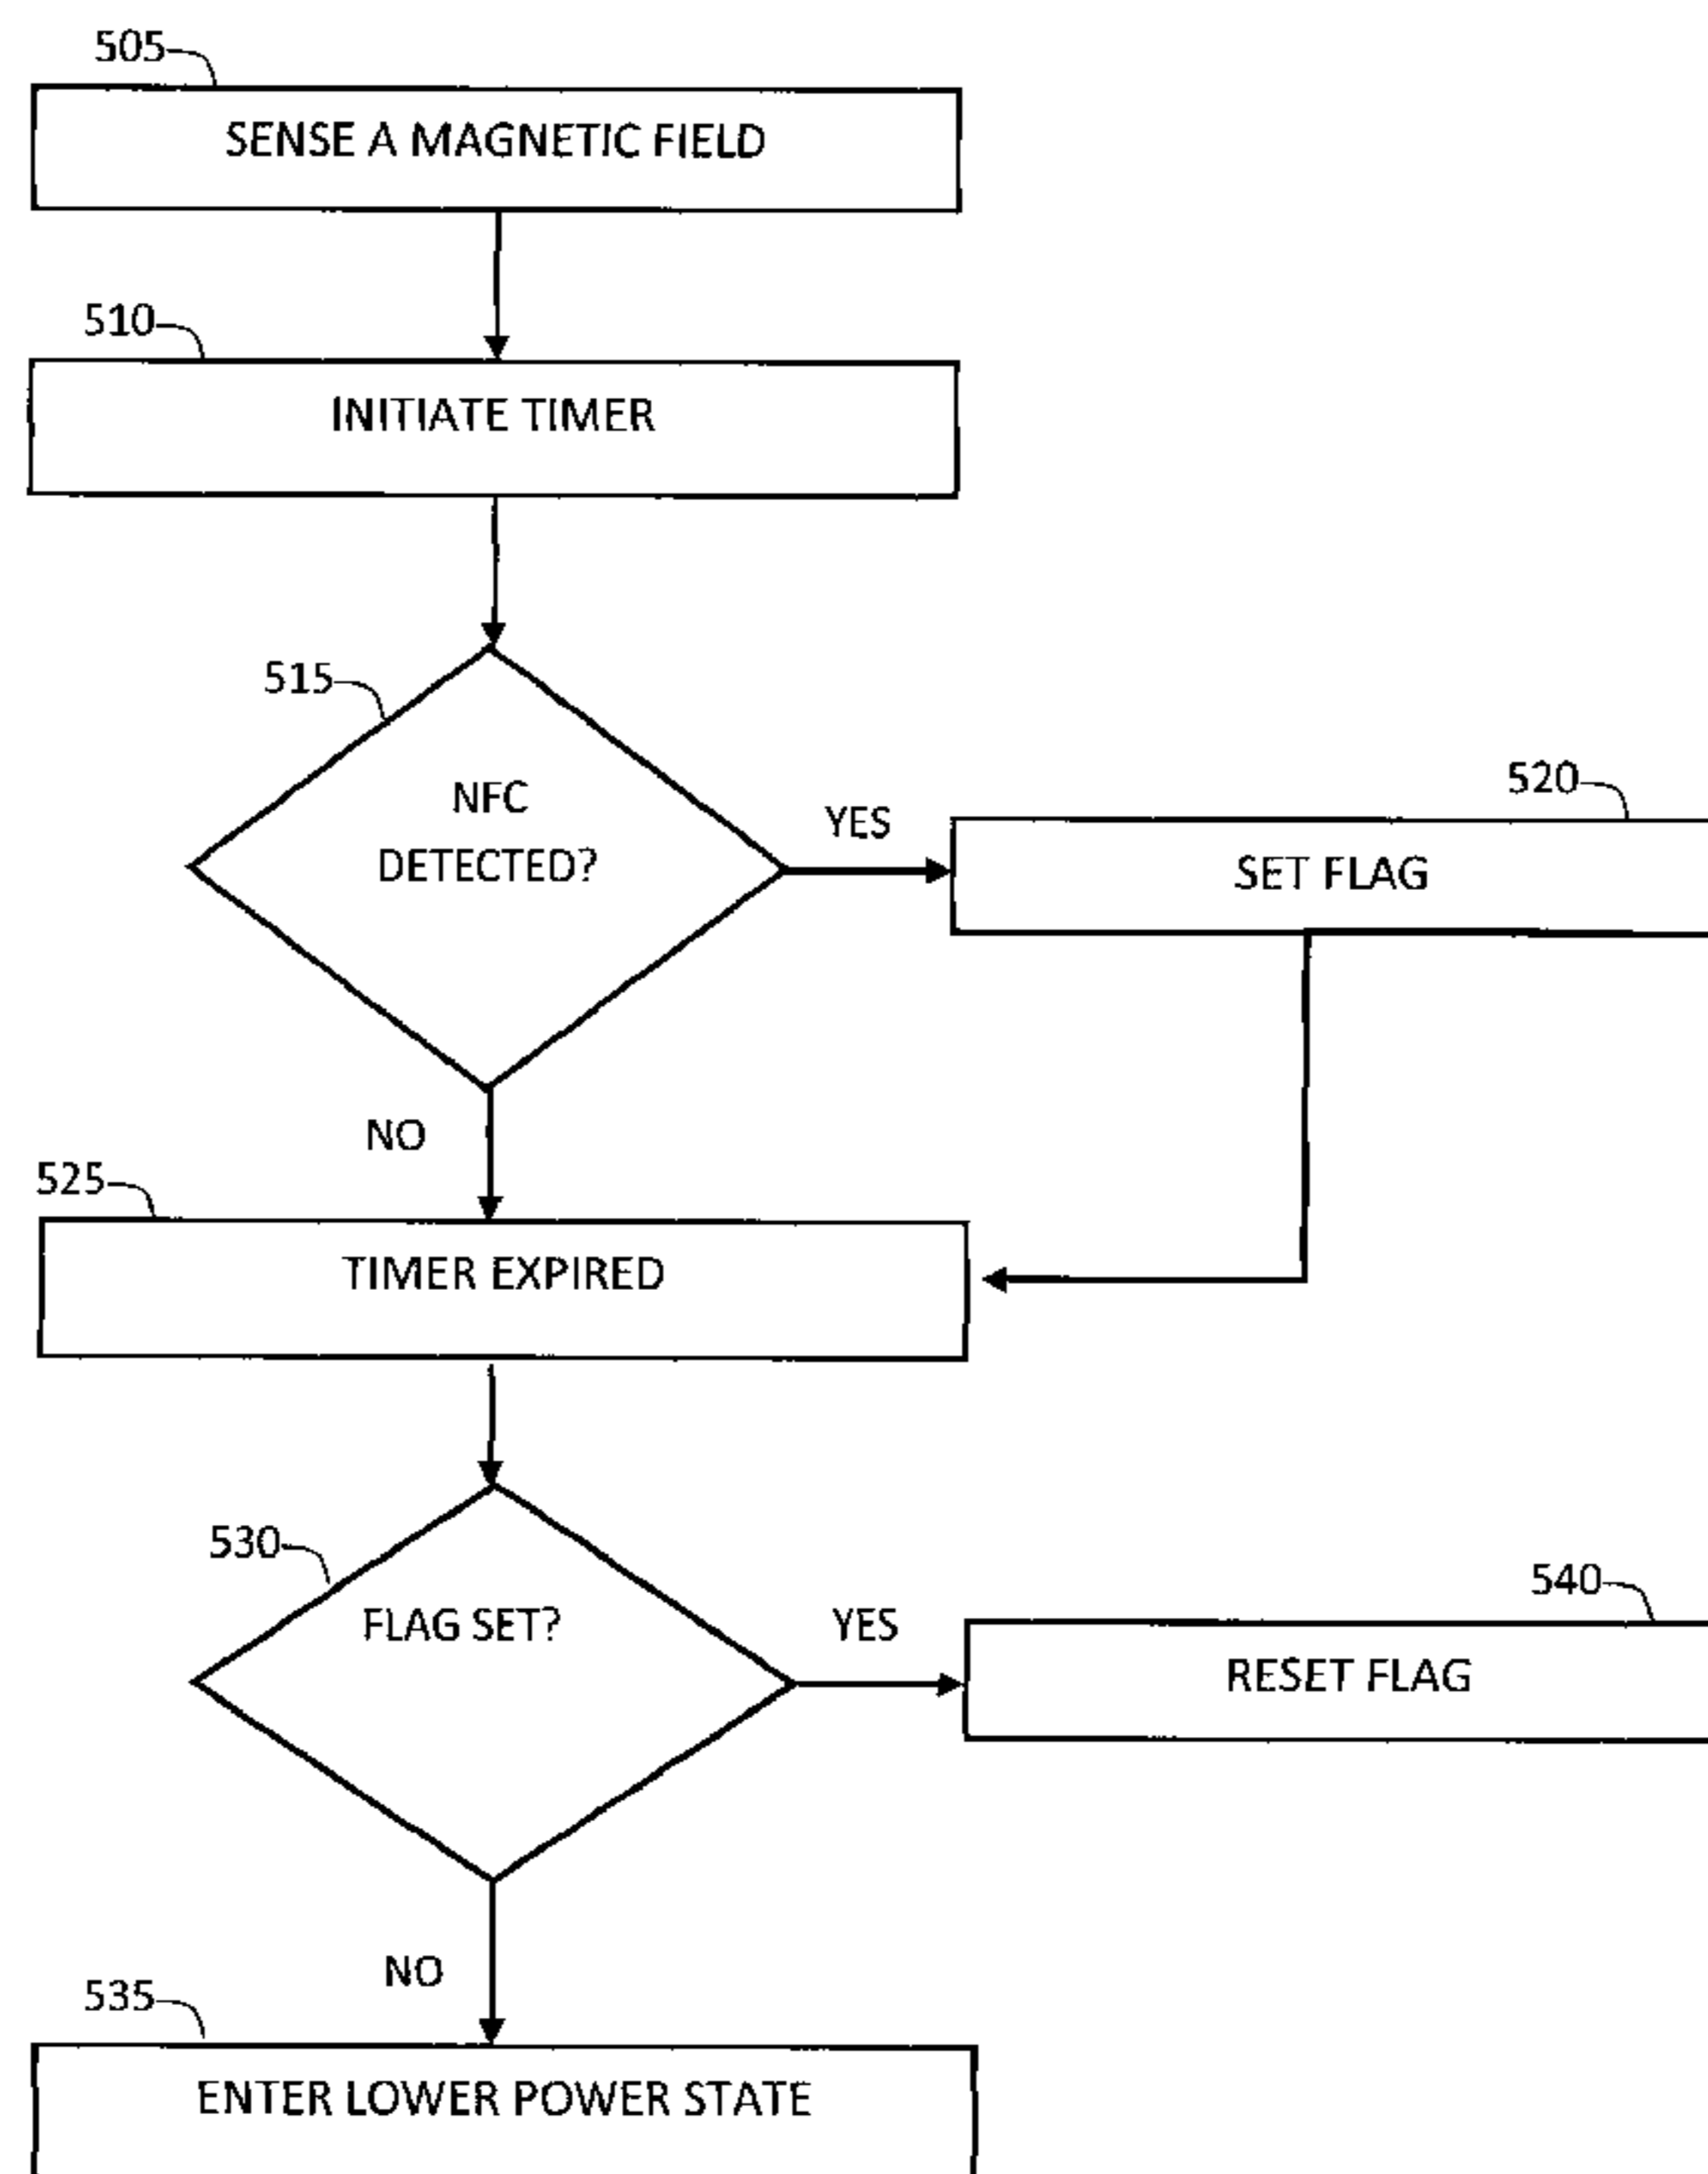 505
SENSE A MAGNETIC FIELD
510
INITIATE TIMER
515
NFC
DETECTED?
YES
520
SET FLAG
NO
525
TIMER EXPIRED
530
FLAG SET?
YES
540
RESET FLAG
NO
535
ENTER LOWER POWER STATE